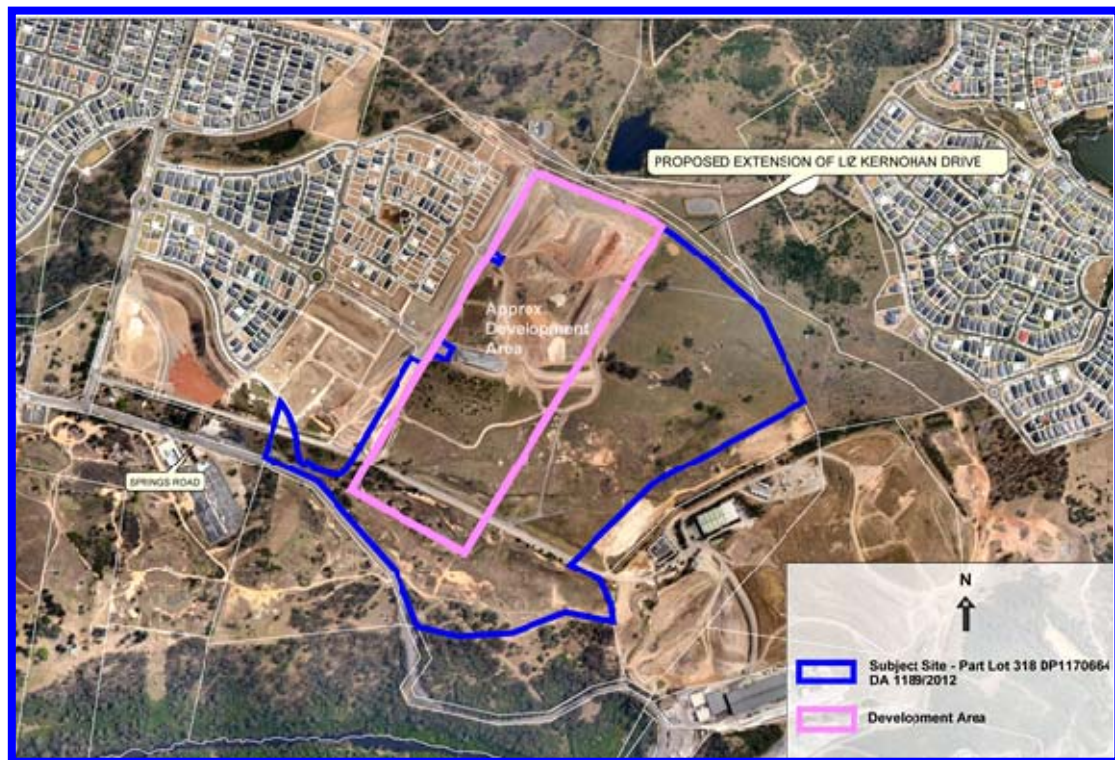 PROPOSED EXTENSION OF LIZ KERNOHAN DRIVE
Approx
Development
Area
SPRINGS ROAD
N
Subject Site - Part Lot 318 DP1170664
DA 1189/2012
Development Area